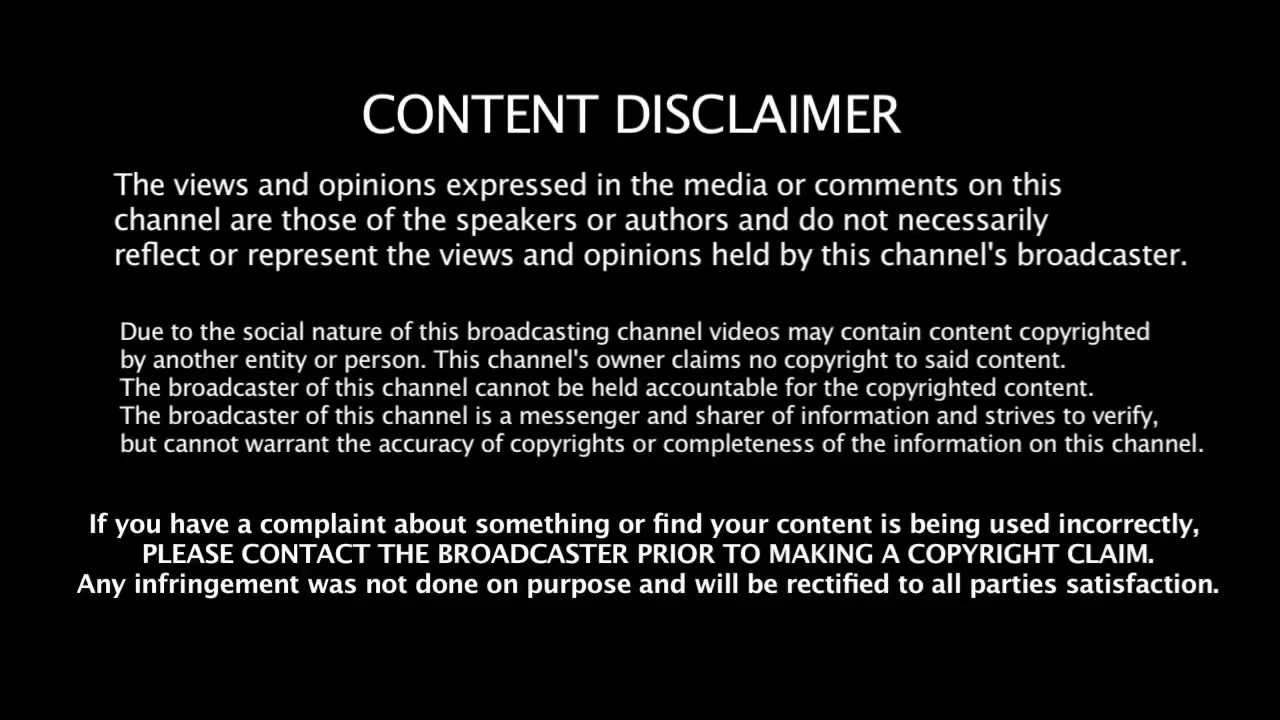 CONTENT DISCLAIMER
The views and opinions expressed in the media or comments on this
channel are those of the speakers or authors and do not necessarily
reflect or represent the views and opinions held by this channel's broadcaster.
Due to the social nature of this broadcasting channel videos may contain content copyrighted
by another entity or person. This channel's owner claims no copyright to said content.
The broadcaster of this channel cannot be held accountable for the copyrighted content.
The broadcaster of this channel is a messenger and sharer of information and strives to verify,
but cannot warrant the accuracy of copyrights or completeness of the information on this channel.
If you have a complaint about something or find your content is being used incorrectly,
PLEASE CONTACT THE BROADCASTER PRIOR TO MAKING A COPYRIGHT CLAIM.
Any infringement was not done on purpose and will be rectified to all parties satisfaction.